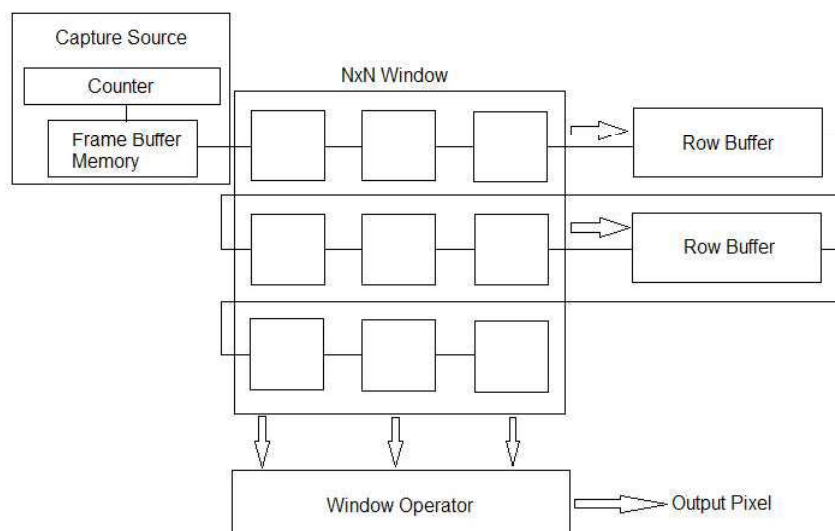 Capture Source
Counter
Frame Buffer
Memory
NxN Window
Row Buffer
Row Buffer
Window Operator
Output Pixel